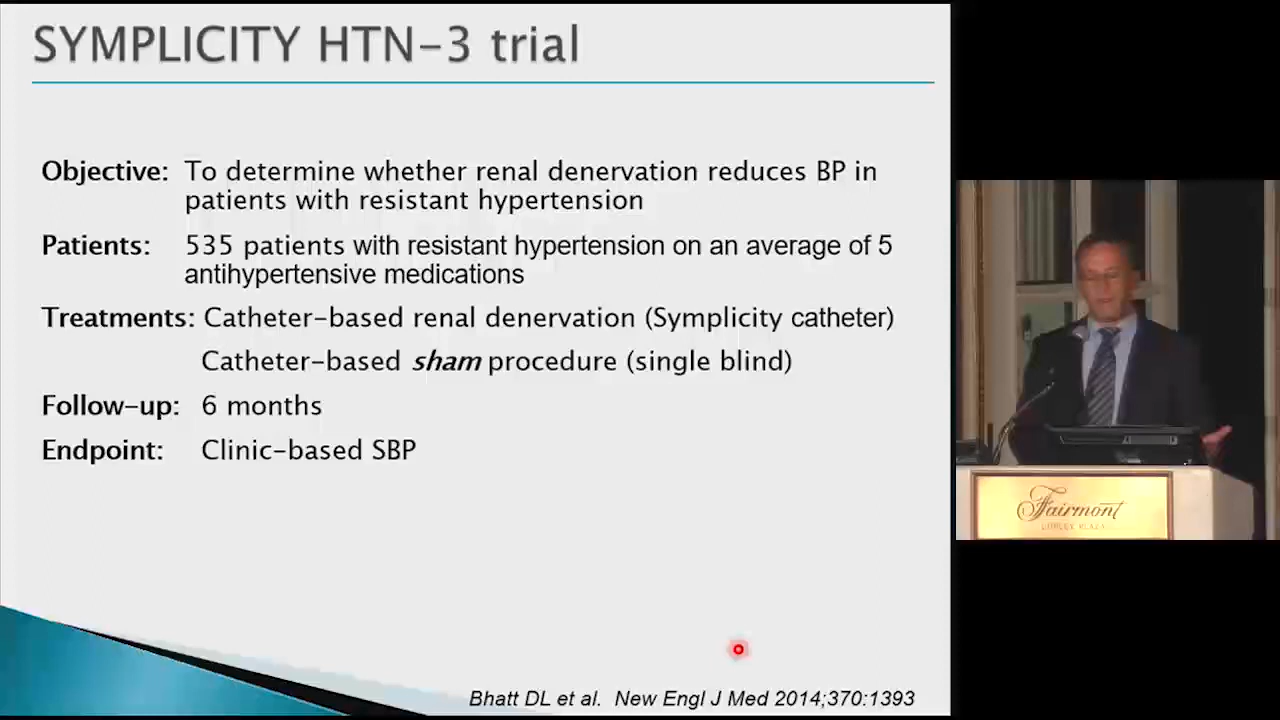 SYMPLICITY HTN-3 trial
Objective: To determine whether renal denervation reduces BP in
patients with resistant hypertension
Patients: 535 patients with resistant hypertension on an average of 5
antihypertensive medications
Treatments: Catheter-based renal denervation (Symplicity catheter)
Catheter-based sham procedure (single blind)
Follow-up: 6 months
Endpoint: Clinic-based SBP
Bhatt DL et al. New Engl J Med 2014;370:1393
Fairmont
COPLEY PLAZA